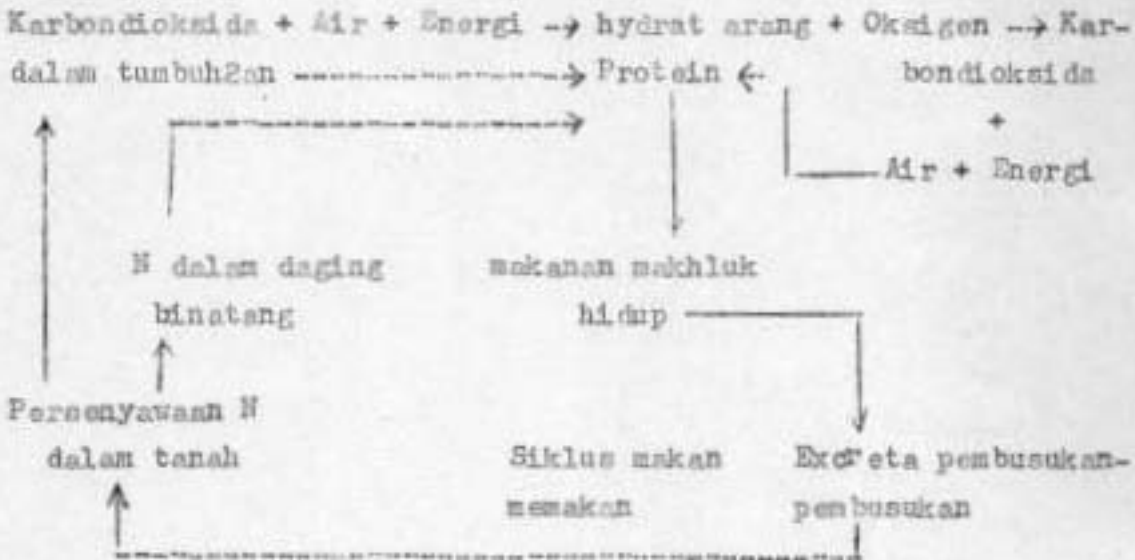 Karbondioksida + Air + Energi --> hydrat arang + Oksigen --> Kar-
dalam tumbuh2an ----------> Protein <- bondioksida
+
Air + Energi
N dalam daging makanan makhluk
binatang hidup
Persenyawaan N
dalam tanah Siklus makan Excreta pembusukan-
memakan pembusukan